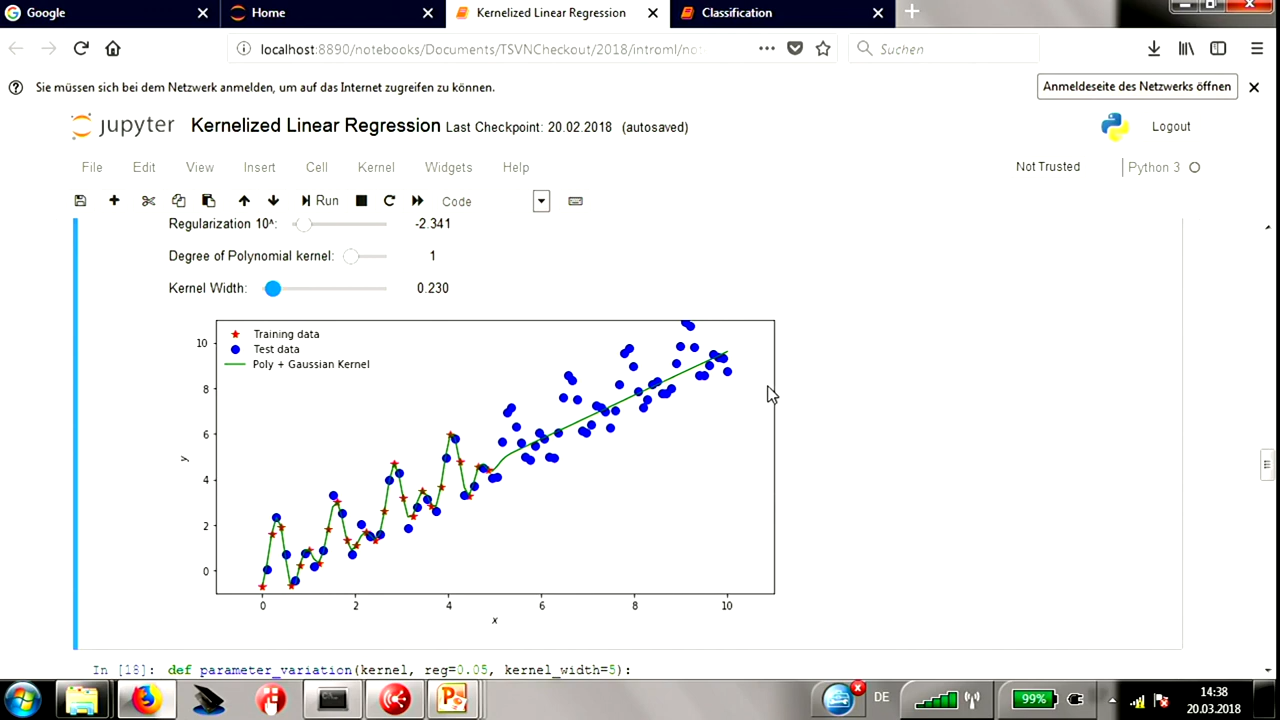 Google
Home
Kernelized Linear Regression
Classification
localhost:8890/notebooks/Documents/TSVNCheckout/2018/introml/not
Suchen
Sie müssen sich bei dem Netzwerk anmelden, um auf das Internet zugreifen zu können.
Anmeldeseite des Netzwerks öffnen
jupyter Kernelized Linear Regression Last Checkpoint: 20.02.2018 (autosaved)
Logout
File Edit View Insert Cell Kernel Widgets Help
Not Trusted
Python 3
Run
Code
Regularization 10^: -2.341
Degree of Polynomial kernel: 1
Kernel Width: 0.230
Training data
Test data
Poly + Gaussian Kernel
10
8
6
4
2
0
y
0 2 4 6 8 10
x
In [18]: def parameter_variation(kernel, reg=0.05, kernel_width=5):
DE
99%
14:38
20.03.2018